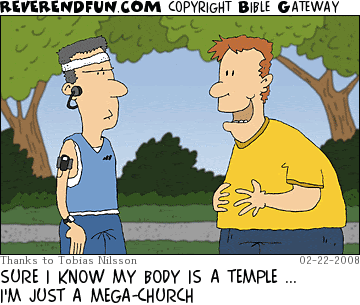 REVERENDFUN.COM COPYRIGHT BIBLE GATEWAY
Thanks to Tobias Nilsson 02-22-2008
SURE I KNOW MY BODY IS A TEMPLE ...
I'M JUST A MEGA-CHURCH